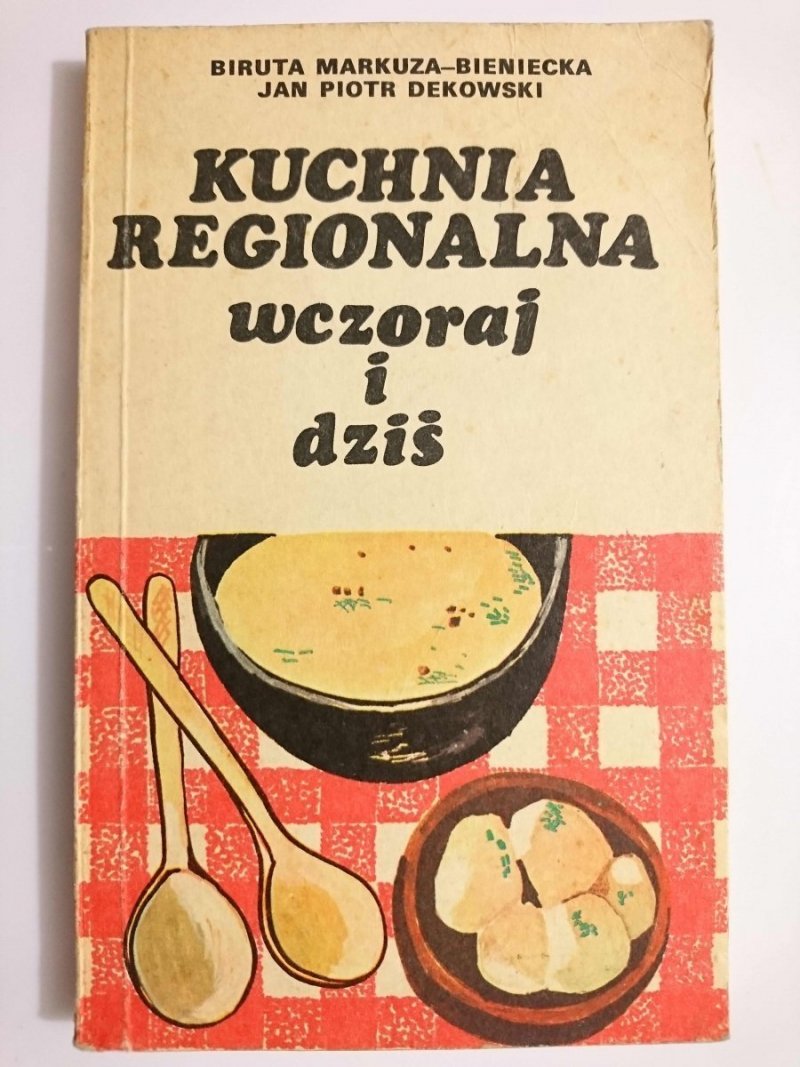 BIRUTA MARKUZA–BIENIECKA
JAN PIOTR DEKOWSKI
KUCHNIA
REGIONALNA
wczoraj
i
dziś